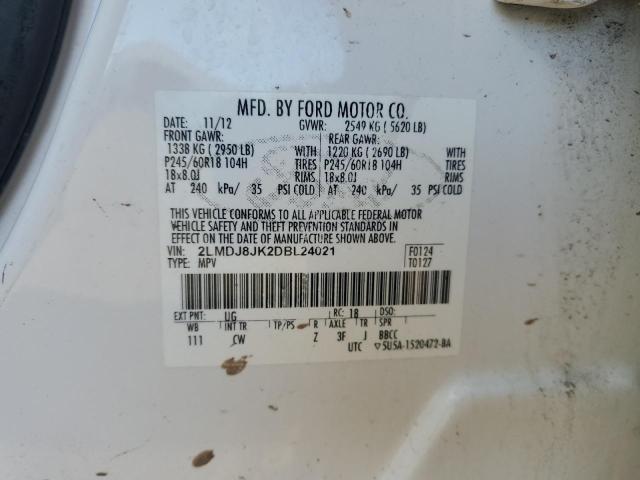 MFD. BY FORD MOTOR CO.
DATE: 11/12 GVWR: 2549 KG ( 5620 LB)
FRONT GAWR: REAR GAWR:
1338 KG ( 2950 LB) WITH 1220 KG ( 2690 LB) WITH
P245/60R18 104H TIRES P245/60R18 104H TIRES
18x8.0J RIMS 18x8.0J RIMS
AT 240 kPa/ 35 PSI COLD AT 240 kPa/ 35 PSI COLD
THIS VEHICLE CONFORMS TO ALL APPLICABLE FEDERAL MOTOR
VEHICLE SAFETY AND THEFT PREVENTION STANDARDS IN
EFFECT ON THE DATE OF MANUFACTURE SHOWN ABOVE.
VIN: 2LMDJ8JK2DBL24021 F0124
TYPE: MPV T0127
EXT PNT: UG RC: 18 DSO:
WB INT TR TP/PS R AXLE TR SPR
111 CW Z 3F J BBCC
UTC 5U5A-1520472-BA